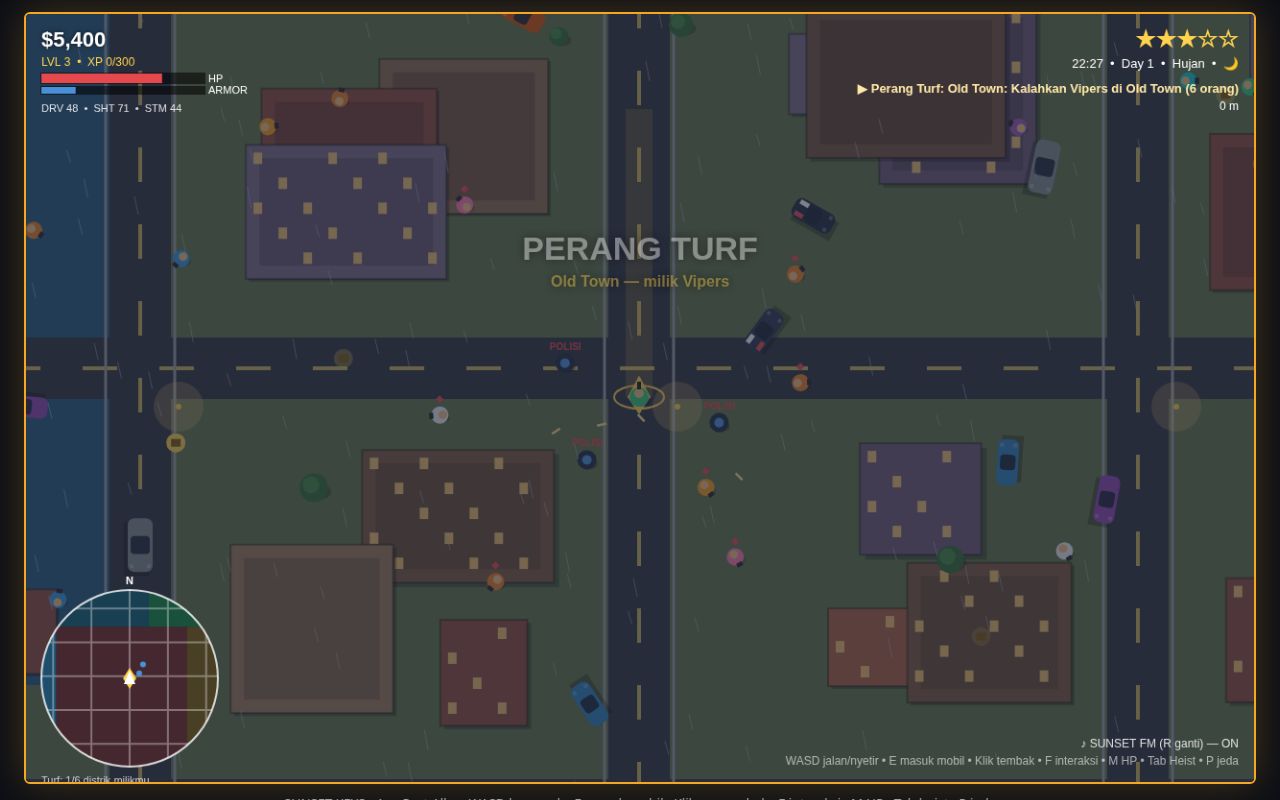 $5,400
LVL 3 • XP 0/300
HP
ARMOR
DRV 48 • SHT 71 • STM 44
★★★☆☆
22:27 • Day 1 • Hujan • 🌙
▶ Perang Turf: Old Town: Kalahkan Vipers di Old Town (6 orang)
0 m
PERANG TURF
Old Town — milik Vipers
POLISI
POLISI
POLISI
N
Turf: 1/6 distrik milikmu
♪ SUNSET FM (R ganti) — ON
WASD jalan/nyetir • E masuk mobil • Klik tembak • F interaksi • M HP • Tab Heist • P jeda